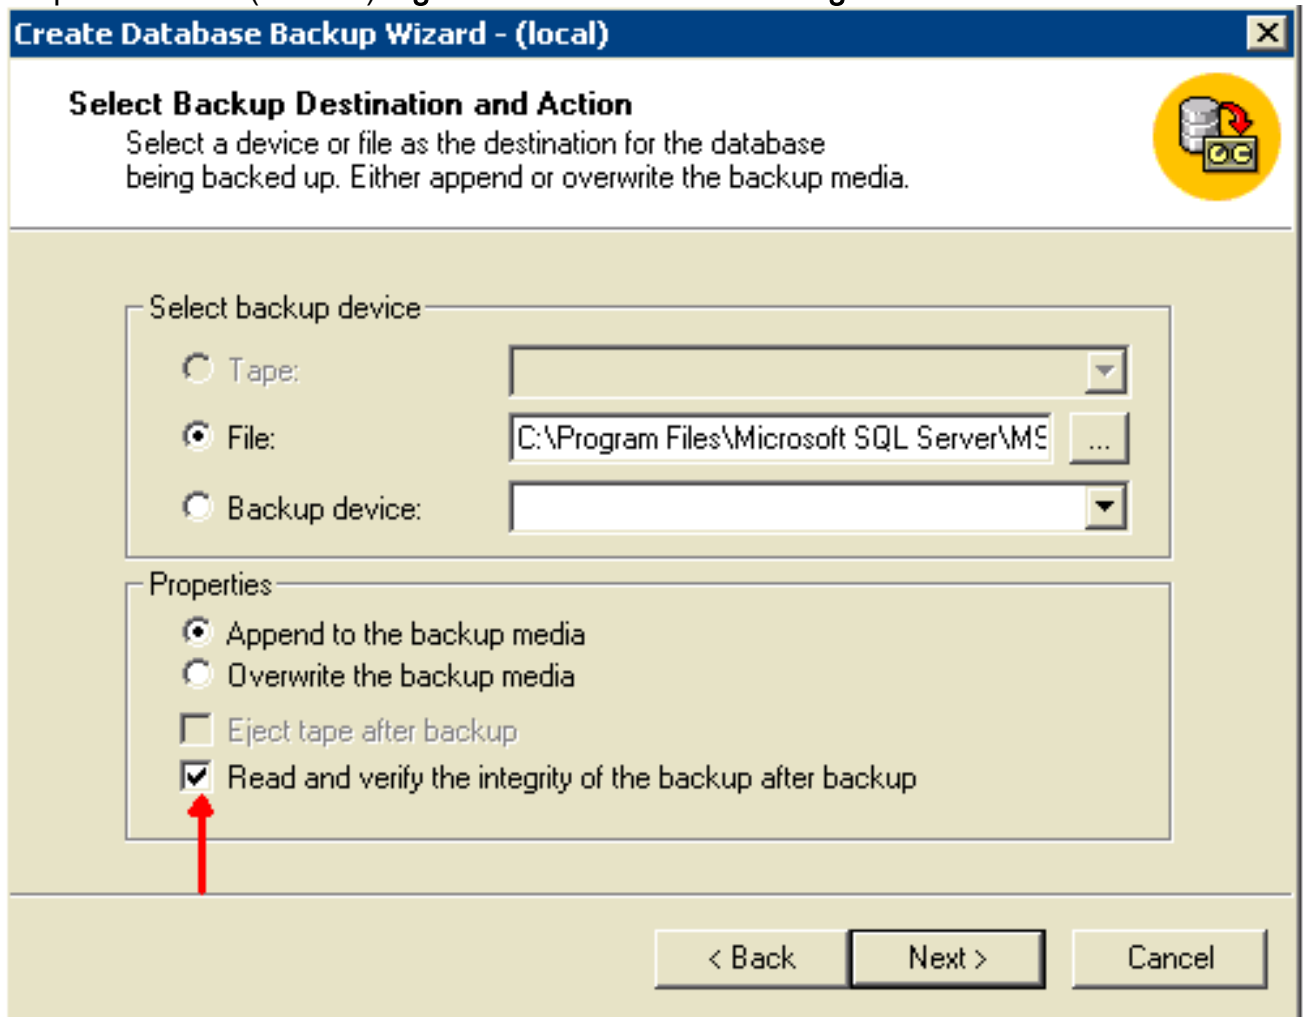 Create Database Backup Wizard - (local)
Select Backup Destination and Action
Select a device or file as the destination for the database
being backed up. Either append or overwrite the backup media.
Select backup device
Tape:
File: C:\Program Files\Microsoft SQL Server\MS ...
Backup device:
Properties
Append to the backup media
Overwrite the backup media
Eject tape after backup
Read and verify the integrity of the backup after backup
< Back Next > Cancel